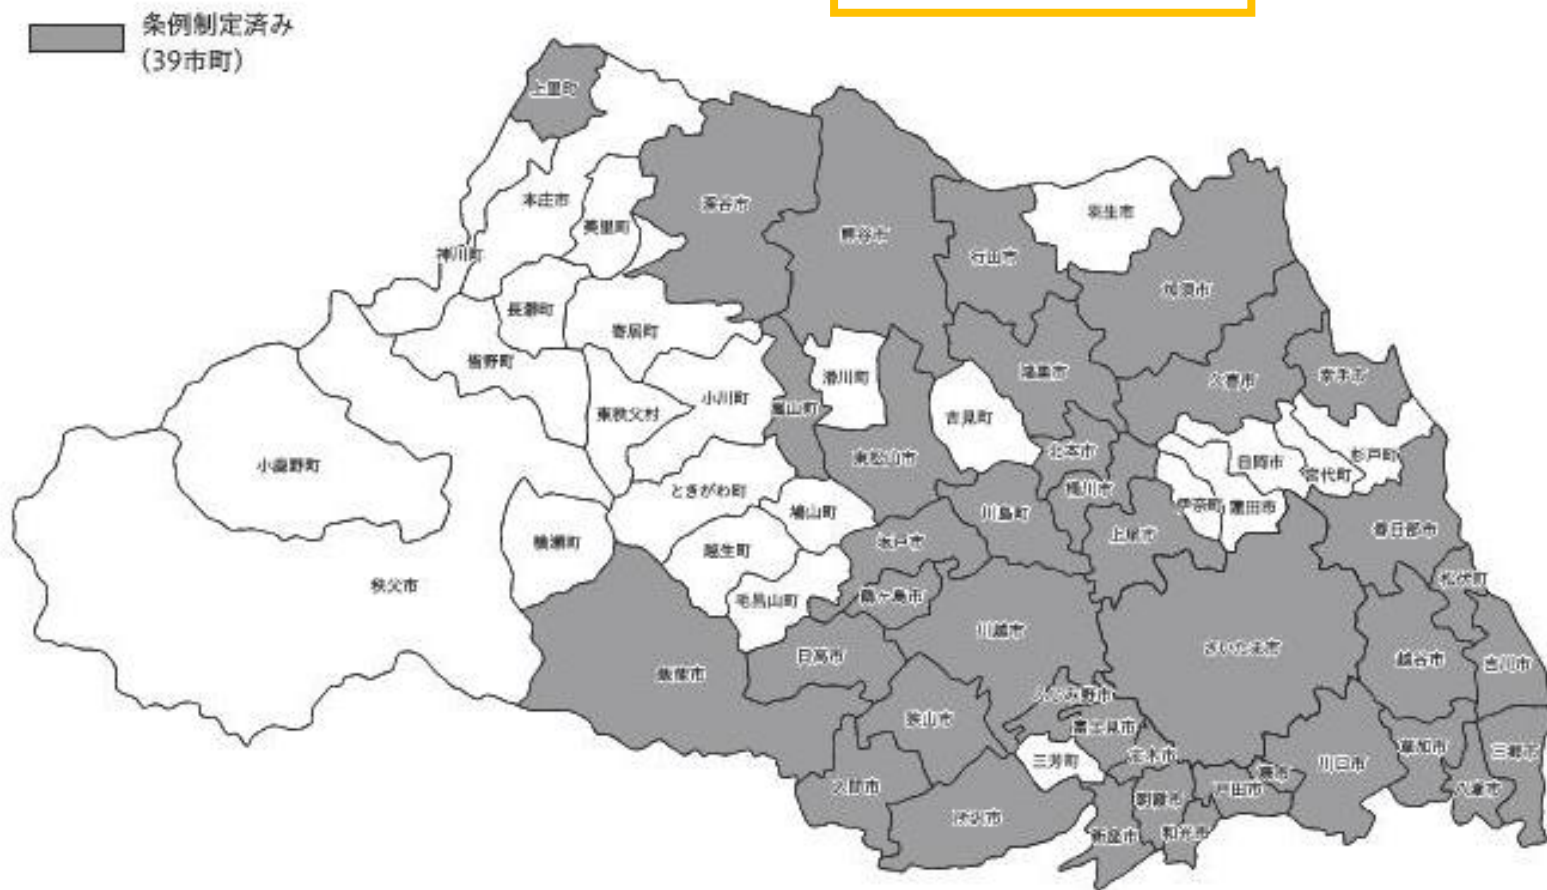 条例制定済み
(39市町)
上里町
本庄市
美里町
神川町
深谷市
熊谷市
行田市
羽生市
加須市
長瀞町
寄居町
皆野町
東秩父村
小川町
嵐山町
滑川町
吉見町
鴻巣市
久喜市
幸手市
小鹿野町
ときがわ町
鳩山町
東松山市
北本市
桶川市
川島町
上尾市
伊奈町
蓮田市
白岡市
宮代町
杉戸町
春日部市
横瀬町
越生町
毛呂山町
坂戸市
鶴ヶ島市
秩父市
飯能市
日高市
川越市
さいたま市
松伏町
越谷市
吉川市
狭山市
ふじみ野市
富士見市
三芳町
志木市
入間市
所沢市
新座市
朝霞市
和光市
戸田市
蕨市
川口市
草加市
八潮市
三郷市